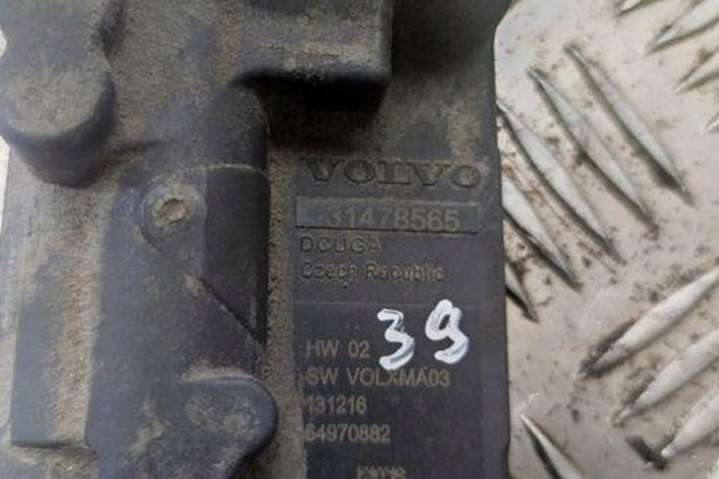 VOLVO
31478565
DCUGA
Czech Republic
39
HW 02
SW VOLXMA03
131216
64970882